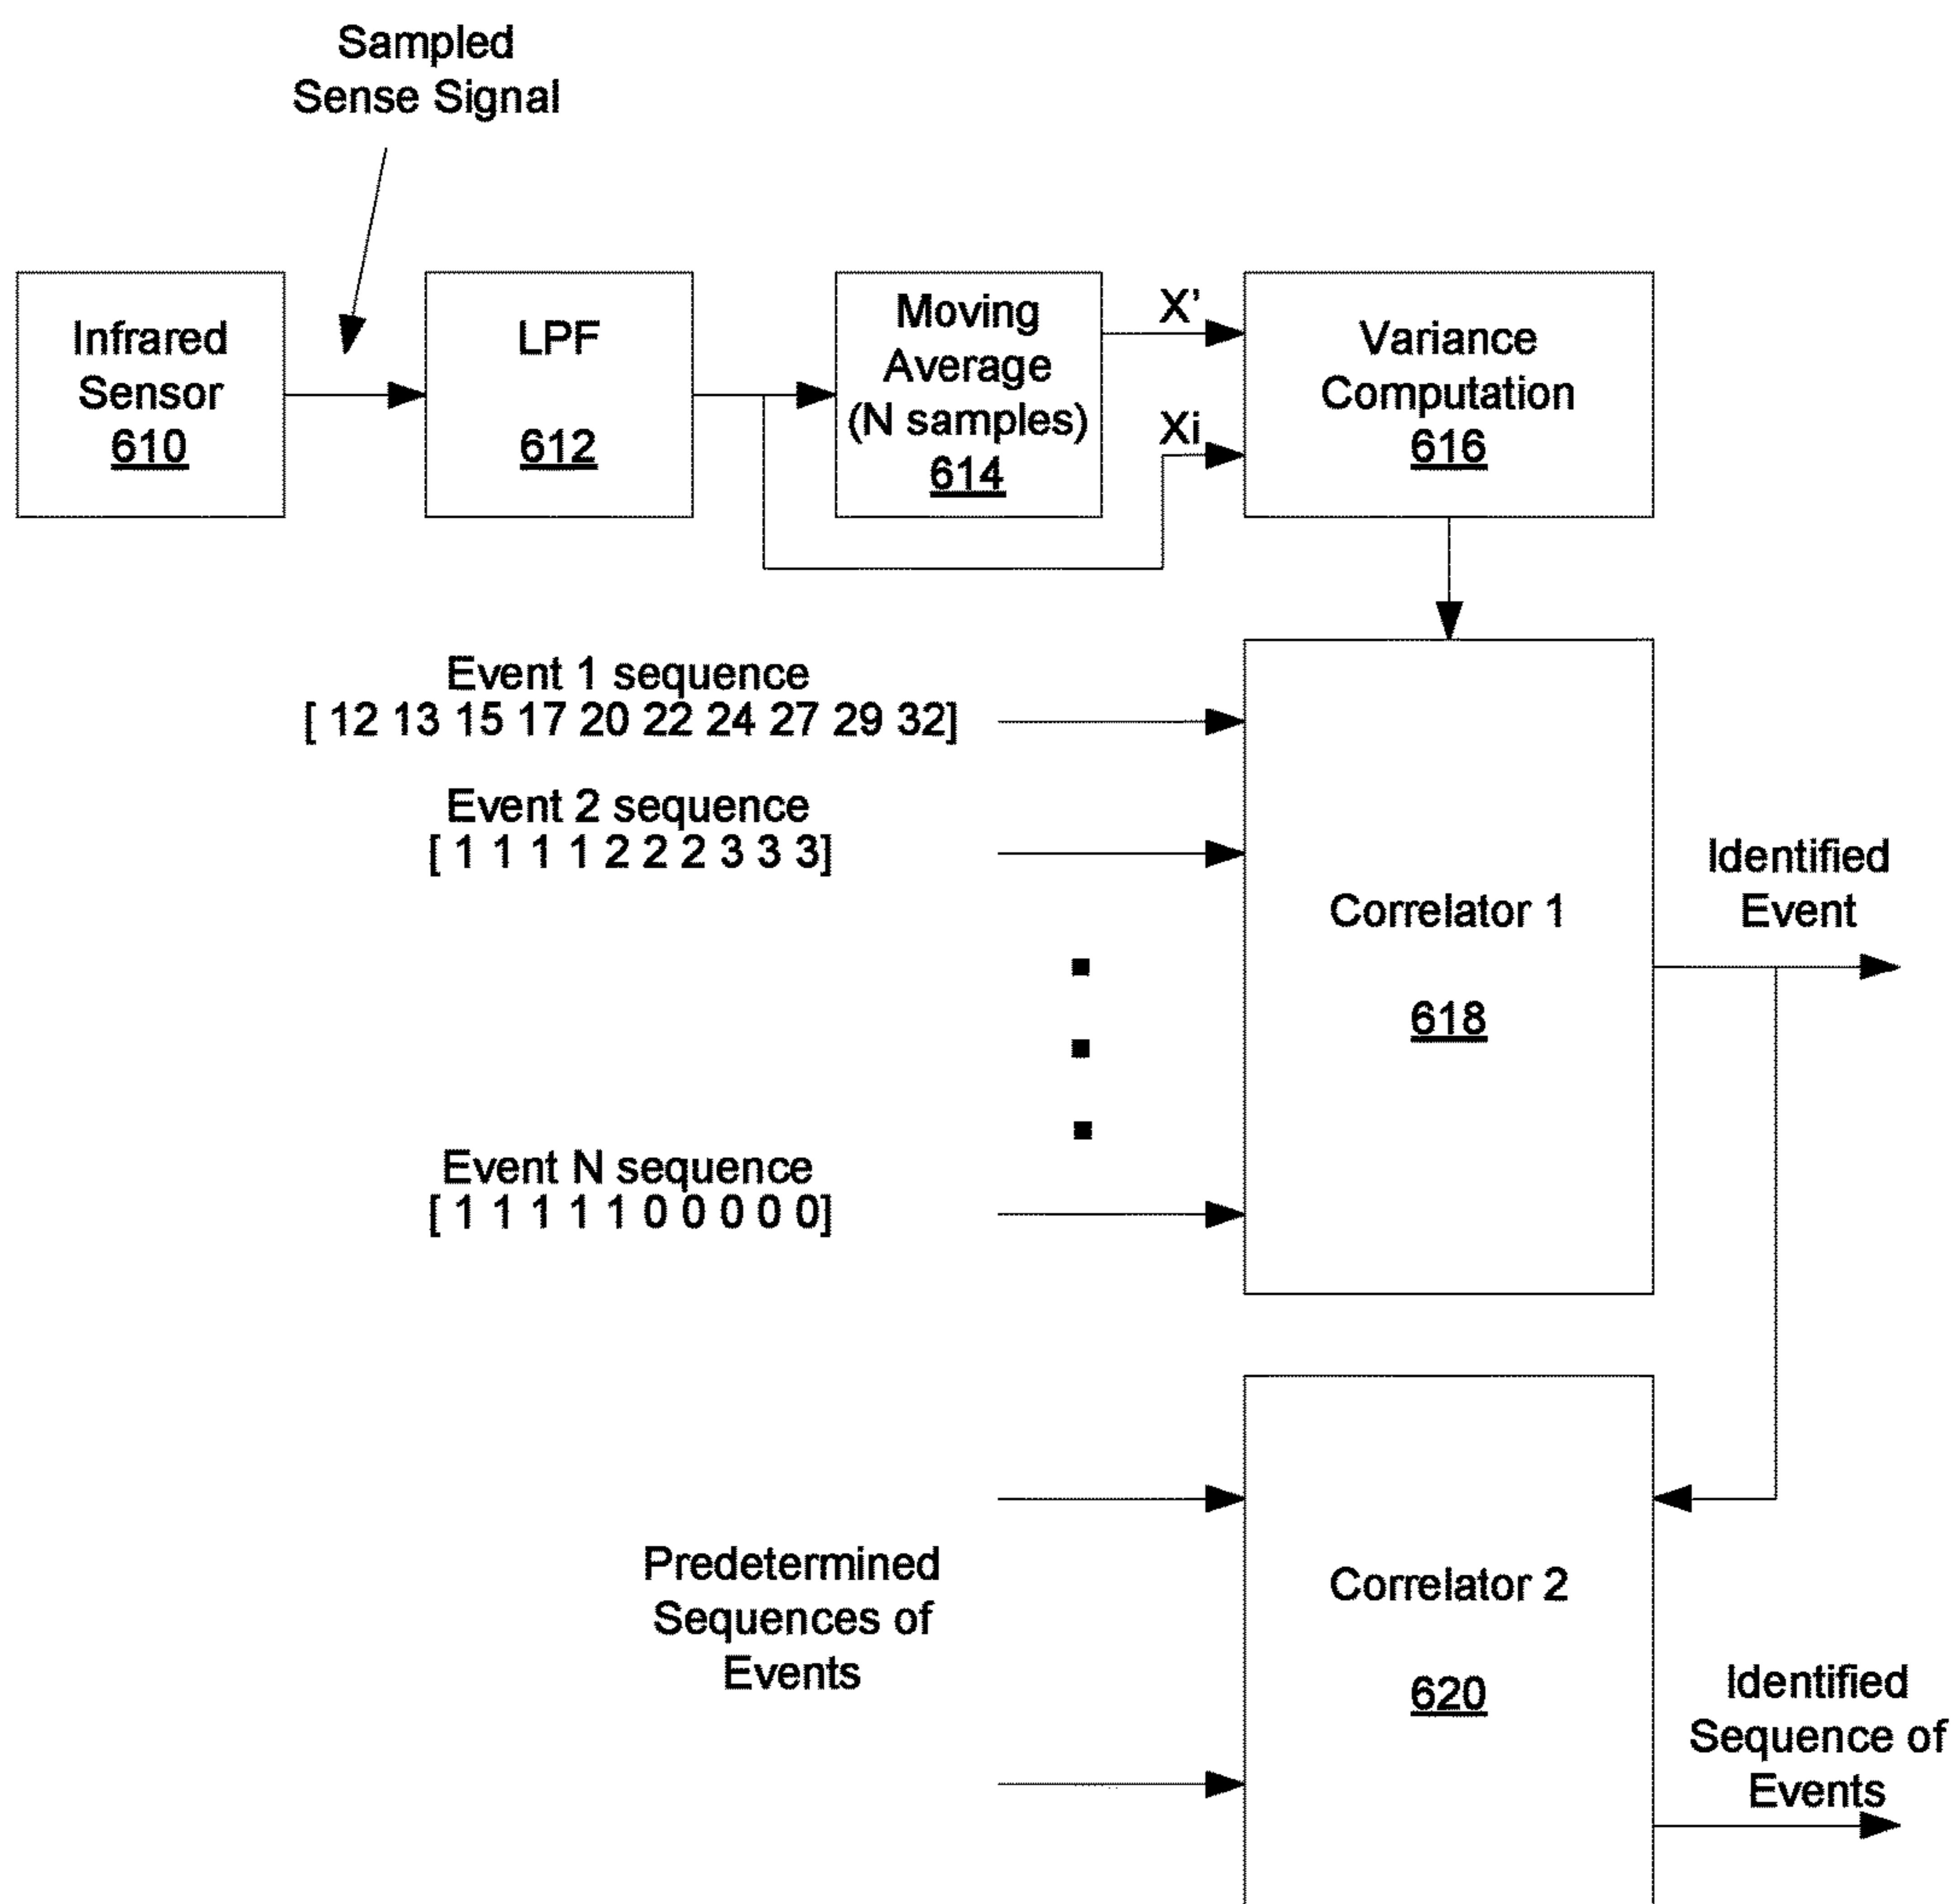 Sampled
Sense Signal
Infrared
Sensor
610
LPF
612
Moving
Average
(N samples)
614
X'
Xi
Variance
Computation
616
Event 1 sequence
[ 12 13 15 17 20 22 24 27 29 32]
Event 2 sequence
[ 1 1 1 1 2 2 2 3 3 3]
Event N sequence
[ 1 1 1 1 1 0 0 0 0 0]
Correlator 1
618
Identified
Event
Predetermined
Sequences of
Events
Correlator 2
620
Identified
Sequence of
Events